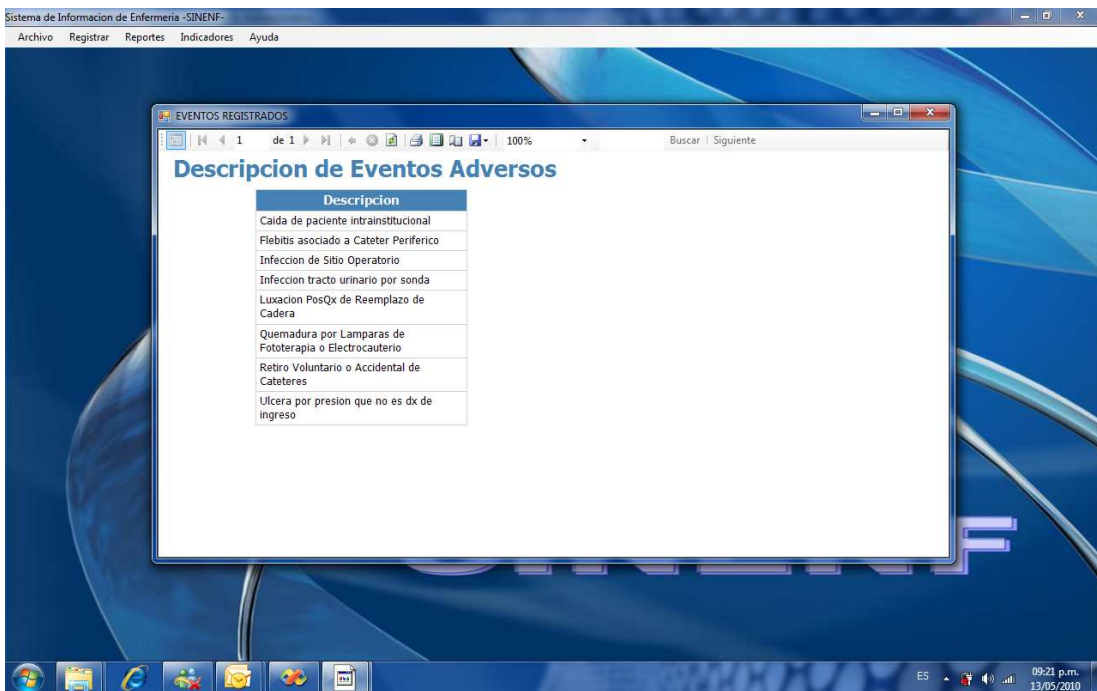 Sistema de Informacion de Enfermeria -SINENF-
Archivo Registrar Reportes Indicadores Ayuda
EVENTOS REGISTRADOS
1 de 1 100% Buscar | Siguiente
Descripcion de Eventos Adversos
Descripcion
Caida de paciente intrainstitucional
Flebitis asociado a Cateter Periferico
Infeccion de Sitio Operatorio
Infeccion tracto urinario por sonda
Luxacion PosQx de Reemplazo de
Cadera
Quemadura por Lamparas de
Fototerapia o Electrocauterio
Retiro Voluntario o Accidental de
Cateteres
Ulcera por presion que no es dx de
ingreso
ES 09:21 p.m.
13/05/2010